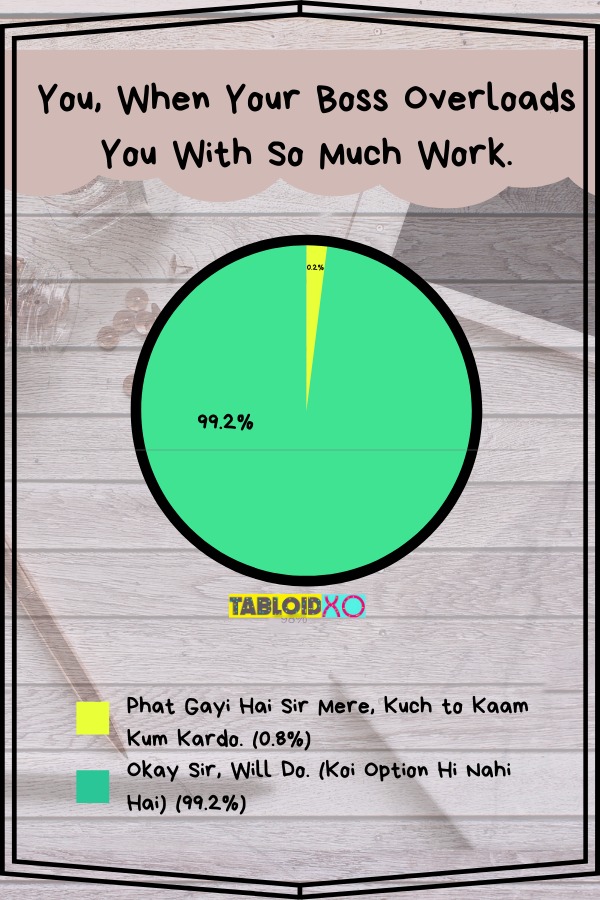 You, When Your Boss Overloads
You With So Much Work.
0.2%
99.2%
TABLOIDXO
98%
Phat Gayi Hai Sir Mere, Kuch to Kaam
Kum Kardo. (0.8%)
Okay Sir, Will Do. (Koi Option Hi Nahi
Hai) (99.2%)